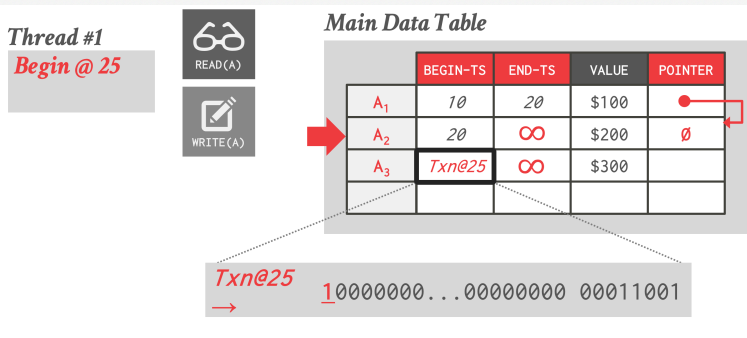 Thread #1
Begin @ 25
READ(A)
WRITE(A)
Main Data Table
BEGIN-TS END-TS VALUE POINTER
A1 10 20 $100
A2 20 ∞ $200 Ø
A3 Txn@25 ∞ $300
Txn@25
→ 10000000...00000000 00011001